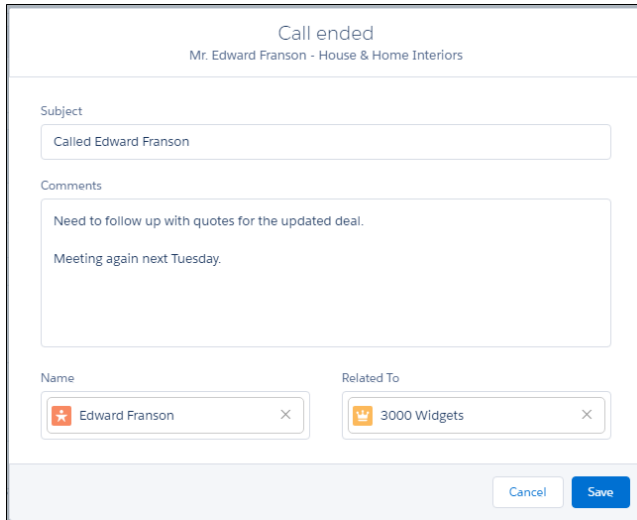 Call ended
Mr. Edward Franson - House & Home Interiors
Subject
Called Edward Franson
Comments
Need to follow up with quotes for the updated deal.
Meeting again next Tuesday.
Name
Related To
Edward Franson
3000 Widgets
Cancel
Save